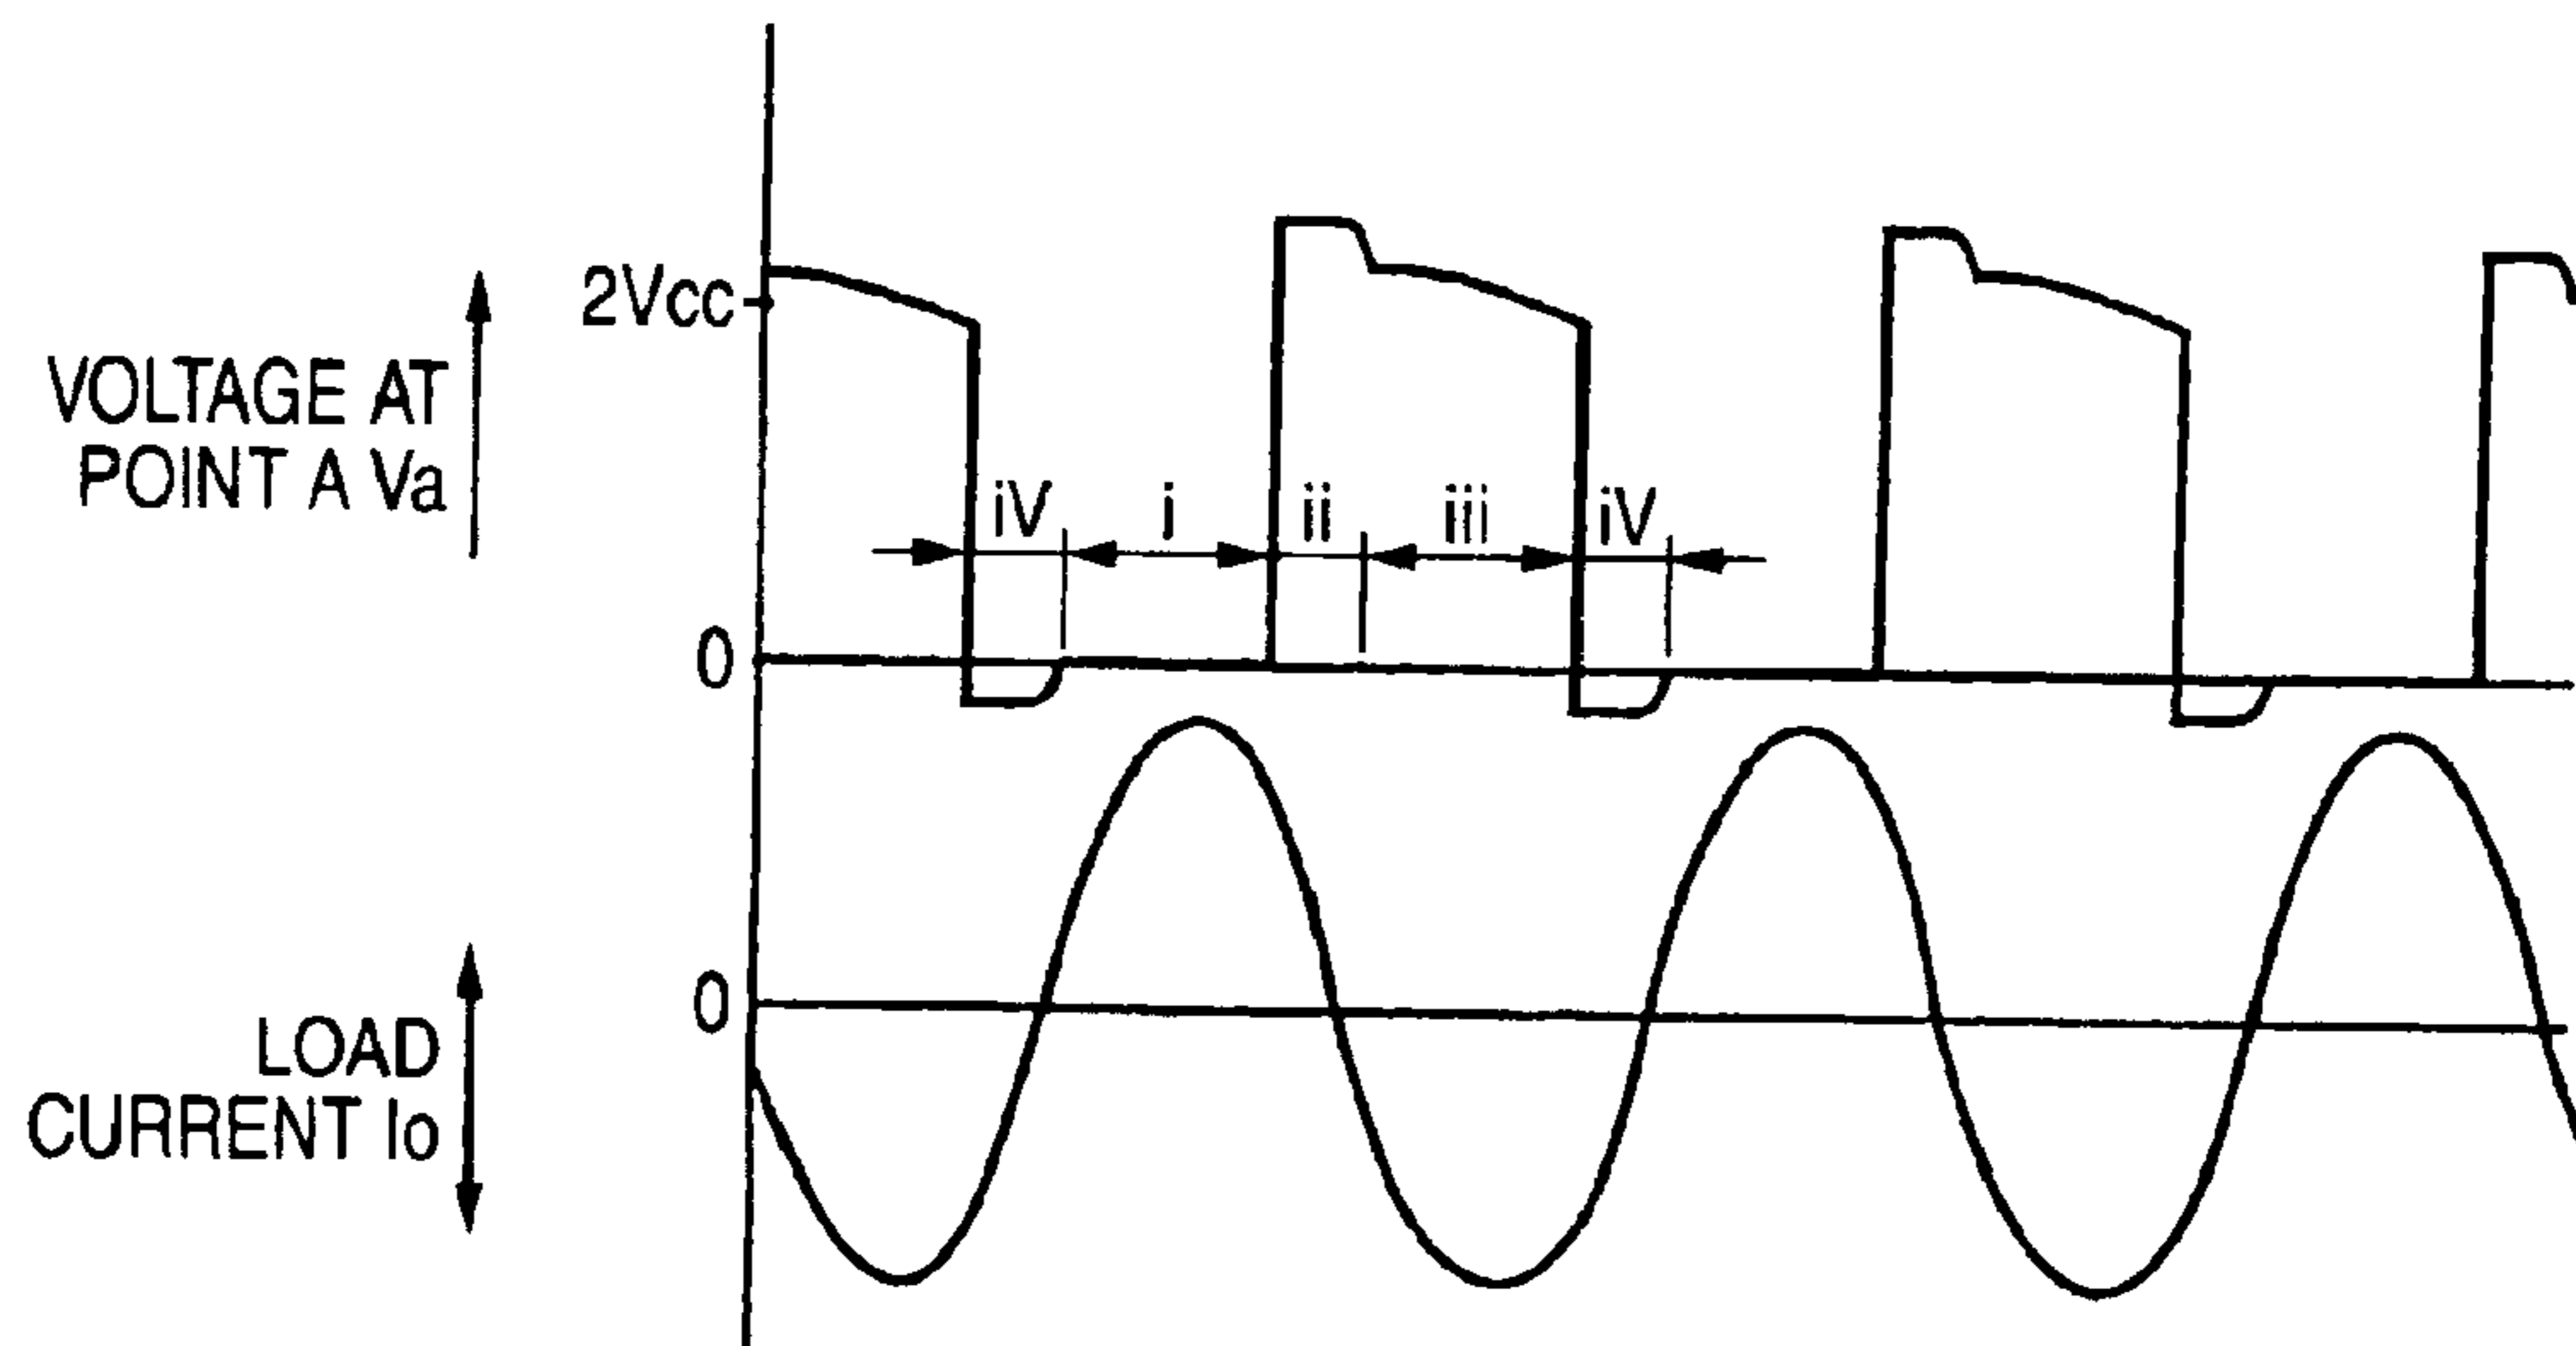 2Vcc
VOLTAGE AT
POINT A Va
iV
i
ii
iii
iV
0
0
LOAD
CURRENT Io